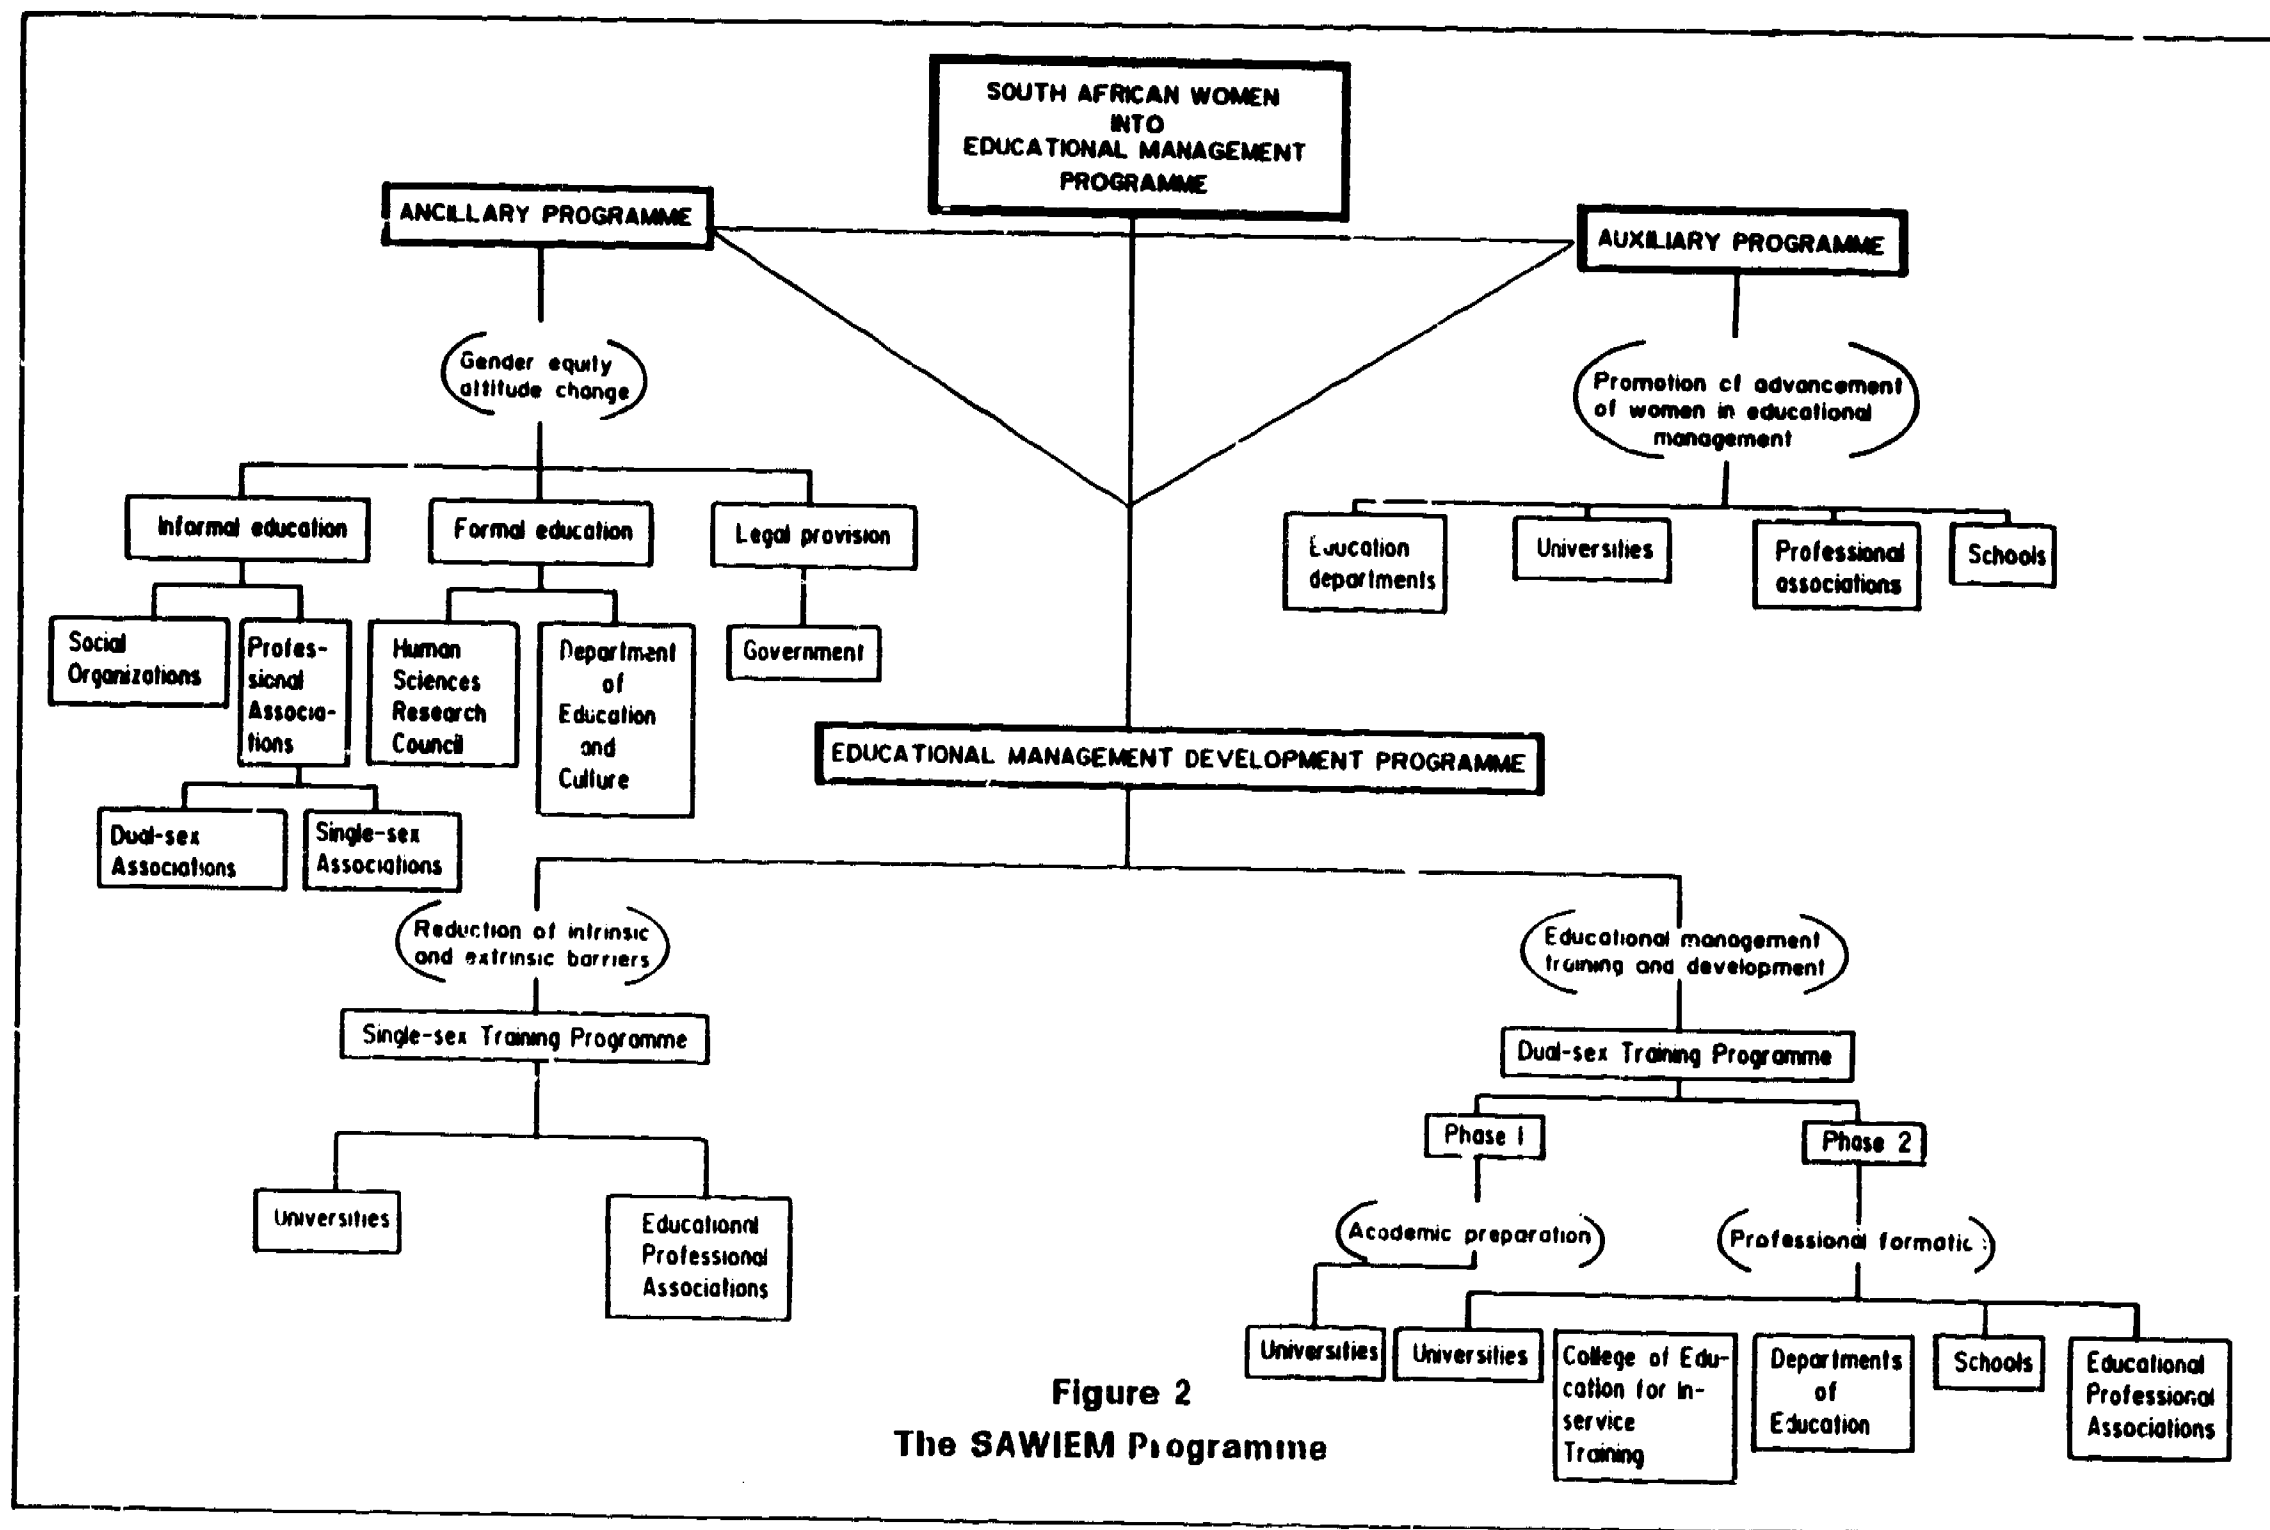 SOUTH AFRICAN WOMEN
INTO
EDUCATIONAL MANAGEMENT
PROGRAMME
ANCILLARY PROGRAMME
AUXILIARY PROGRAMME
Gender equity
attitude change
Promotion of advancement
of women in educational
management
Informal education
Formal education
Legal provision
Education
departments
Universities
Professional
associations
Schools
Social
Organizations
Profes-
sional
Associa-
tions
Human
Sciences
Research
Council
Department
of
Education
and
Culture
Government
EDUCATIONAL MANAGEMENT DEVELOPMENT PROGRAMME
Dual-sex
Associations
Single-sex
Associations
Reduction of intrinsic
and extrinsic barriers
Educational management
training and development
Single-sex Training Programme
Dual-sex Training Programme
Phase 1
Phase 2
Universities
Educational
Professional
Associations
Academic preparation
Professional
Universities
Universities
College of Edu-
cation for In-
service
Training
Departments
of
Education
Schools
Educational
Professional
Associations
Figure 2
The SAWIEM Programme